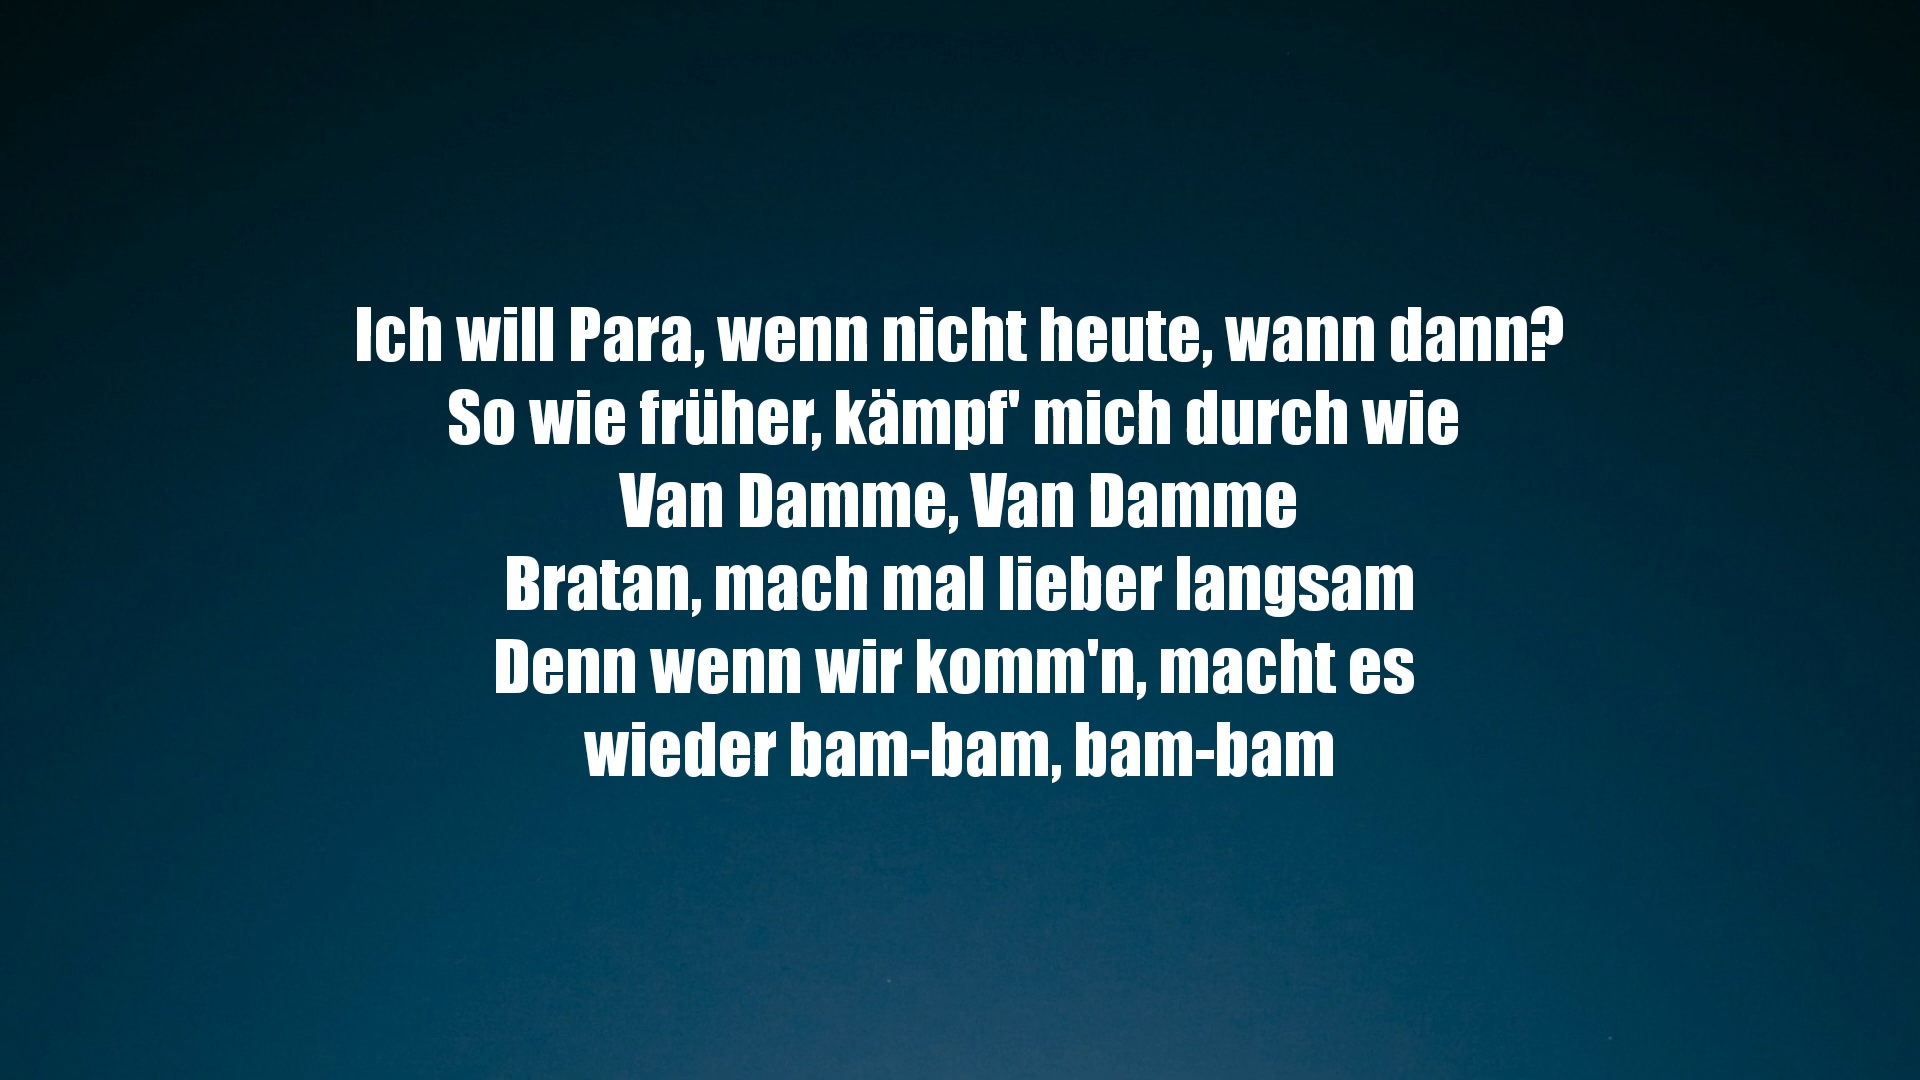 Ich will Para, wenn nicht heute, wann dann?
So wie früher, kämpf' mich durch wie
Van Damme, Van Damme
Bratan, mach mal lieber langsam
Denn wenn wir komm'n, macht es
wieder bam-bam, bam-bam